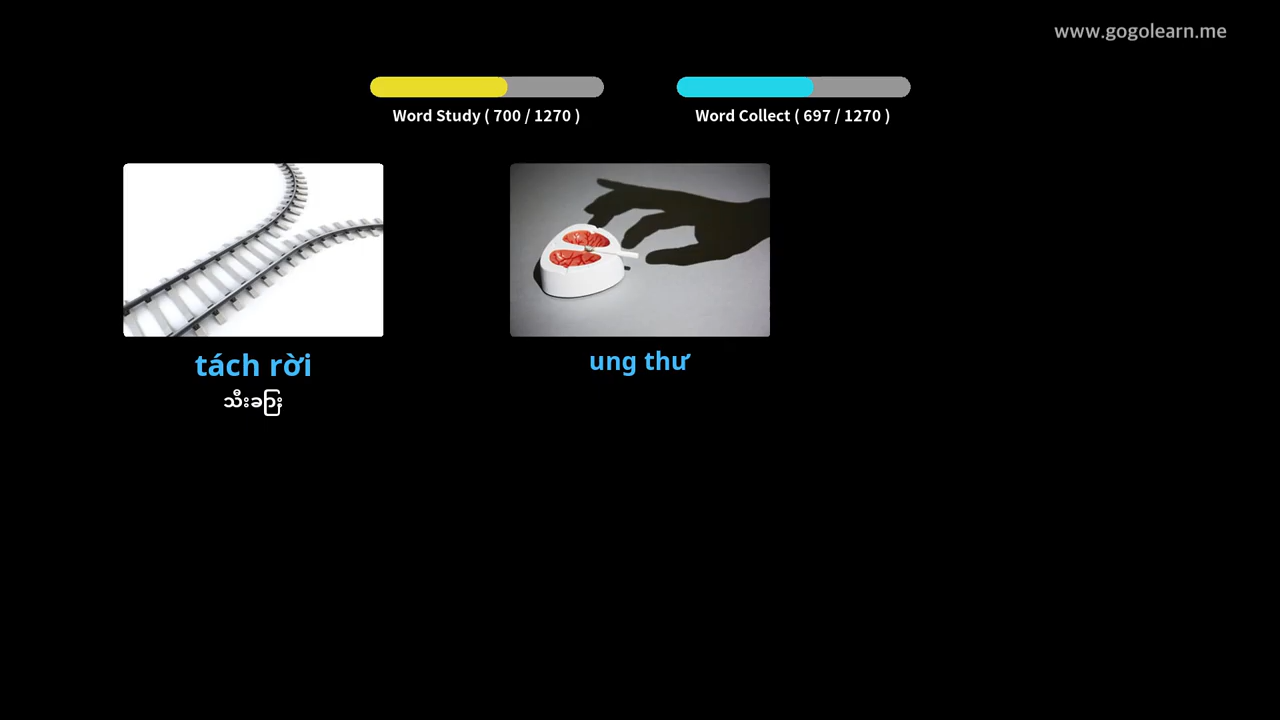 www.gogolearn.me
Word Study ( 700 / 1270 )
Word Collect ( 697 / 1270 )
tách rời
ung thư
သီးခြား